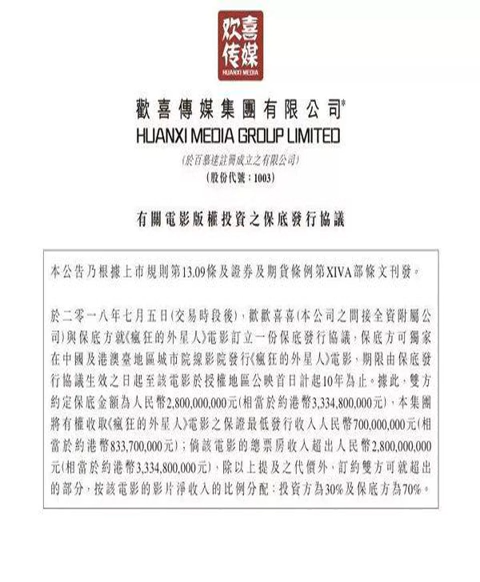 欢喜
传媒
HUANXI MEDIA
歡喜傳媒集團有限公司*
HUANXI MEDIA GROUP LIMITED
(於百慕達註冊成立之有限公司)
(股份代號:1003)
有關電影版權投資之保底發行協議
本公告乃根據上市規則第13.09條及證券及期貨條例第XIVA部條文刊發。
於二零一八年七月五日(交易時段後),歡歡喜喜(本公司之間接全資附屬公
司)與保底方就《瘋狂的外星人》電影訂立一份保底發行協議,保底方可獨家
在中國及港澳臺地區城市院線影院發行《瘋狂的外星人》電影,期限由保底發
行協議生效之日起至該電影於授權地區公映首日計起10年為止。據此,雙方
約定保底金額為人民幣2,800,000,000元(相當於約港幣3,334,800,000元),本集團
將有權收取《瘋狂的外星人》電影之保證最低發行收入人民幣700,000,000元(相
當於約港幣833,700,000元);倘該電影的總票房收入超出人民幣2,800,000,000
元(相當於約港幣3,334,800,000元),除以上提及之代價外,訂約雙方可就超出
的部分,按該電影的影片淨收入的比例分配:投資方為30%及保底方為70%。